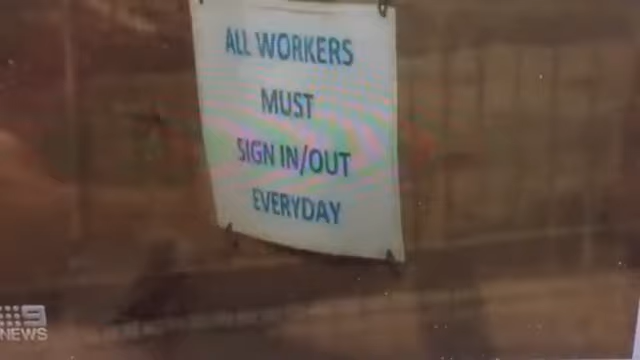 ALL WORKERS
MUST
SIGN IN/OUT
EVERYDAY
9
NEWS